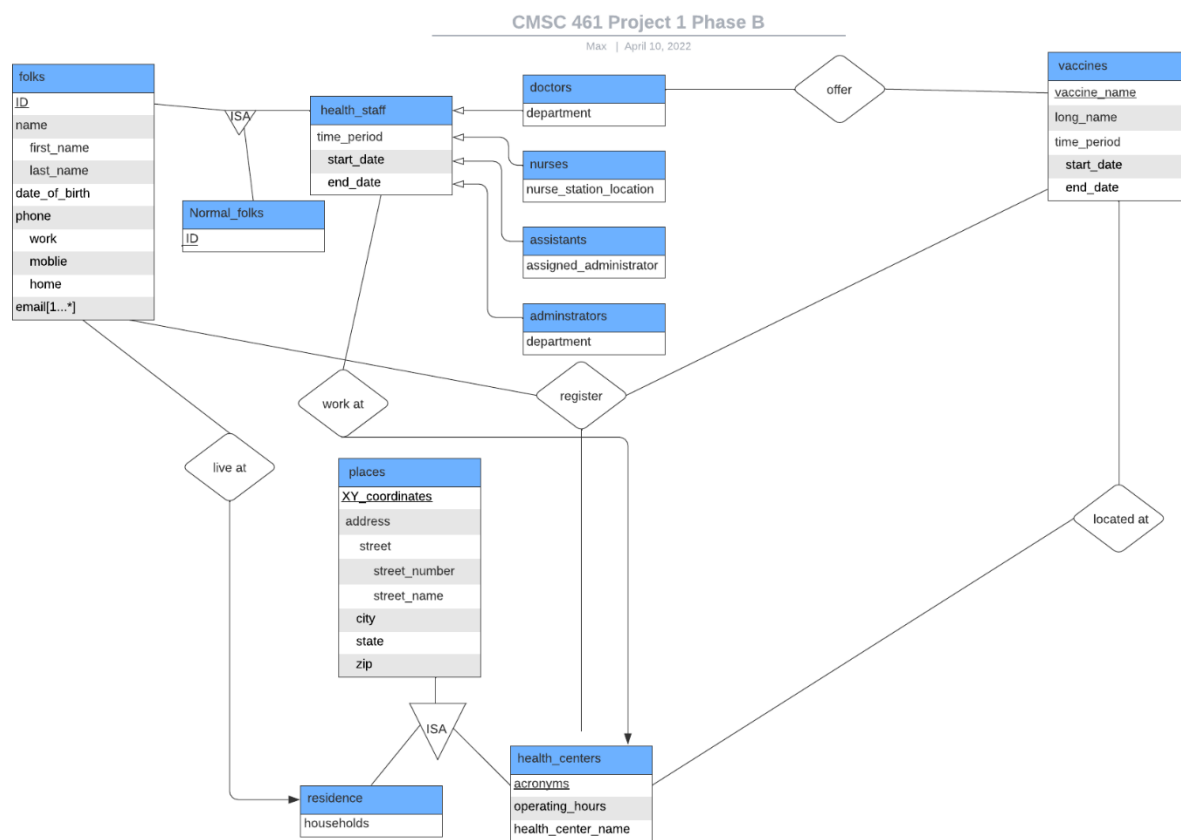 CMSC 461 Project 1 Phase B
Max | April 10, 2022
folks
ID
name
first_name
last_name
date_of_birth
phone
work
moblie
home
email[1...*]
ISA
health_staff
time_period
start_date
end_date
Normal_folks
ID
doctors
department
nurses
nurse_station_location
assistants
assigned_administrator
adminstrators
department
offer
vaccines
vaccine_name
long_name
time_period
start_date
end_date
work at
register
live at
located at
places
XY_coordinates
address
street
street_number
street_name
city
state
zip
ISA
residence
households
health_centers
acronyms
operating_hours
health_center_name